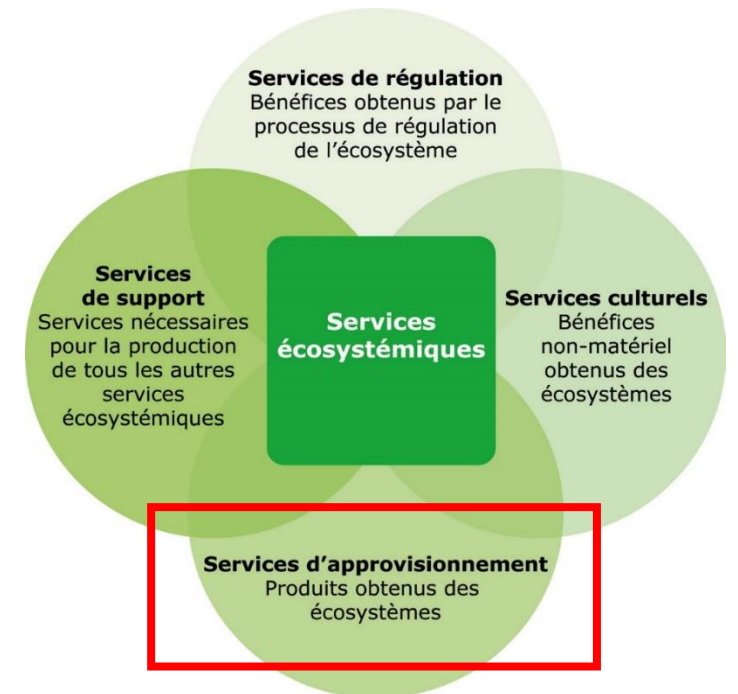 Services de régulation
Bénéfices obtenus par le
processus de régulation
de l'écosystème
Services
de support
Services nécessaires
pour la production
de tous les autres
services
écosystémiques
Services
écosystémiques
Services culturels
Bénéfices
non-matériel
obtenus des
écosystèmes
Services d'approvisionnement
Produits obtenus des
écosystèmes